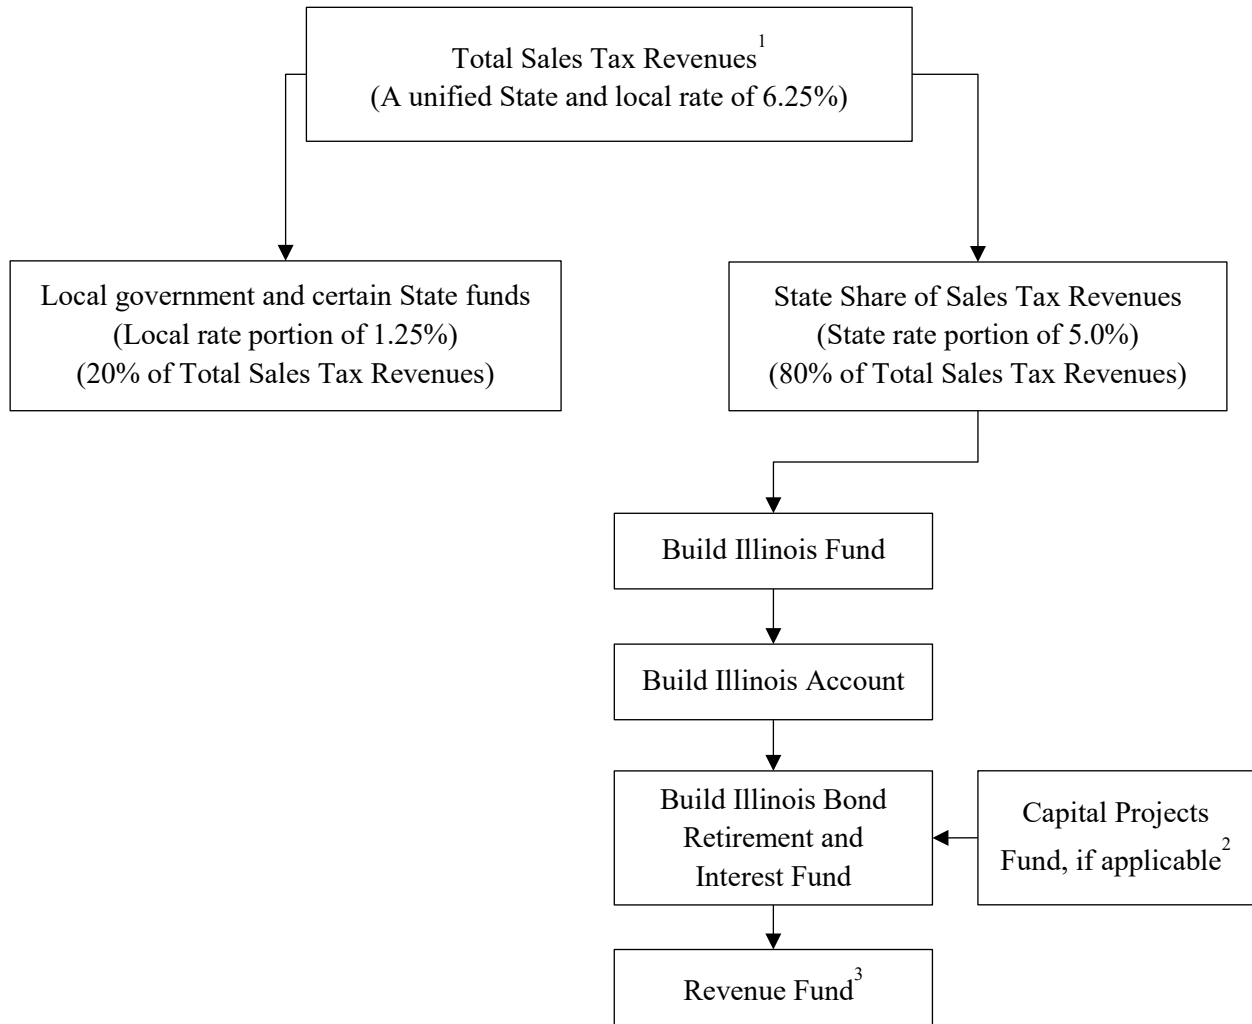 Total Sales Tax Revenues1
(A unified State and local rate of 6.25%)
Local government and certain State funds
(Local rate portion of 1.25%)
(20% of Total Sales Tax Revenues)
State Share of Sales Tax Revenues
(State rate portion of 5.0%)
(80% of Total Sales Tax Revenues)
Build Illinois Fund
Build Illinois Account
Build Illinois Bond
Retirement and
Interest Fund
Capital Projects
Fund, if applicable2
Revenue Fund3